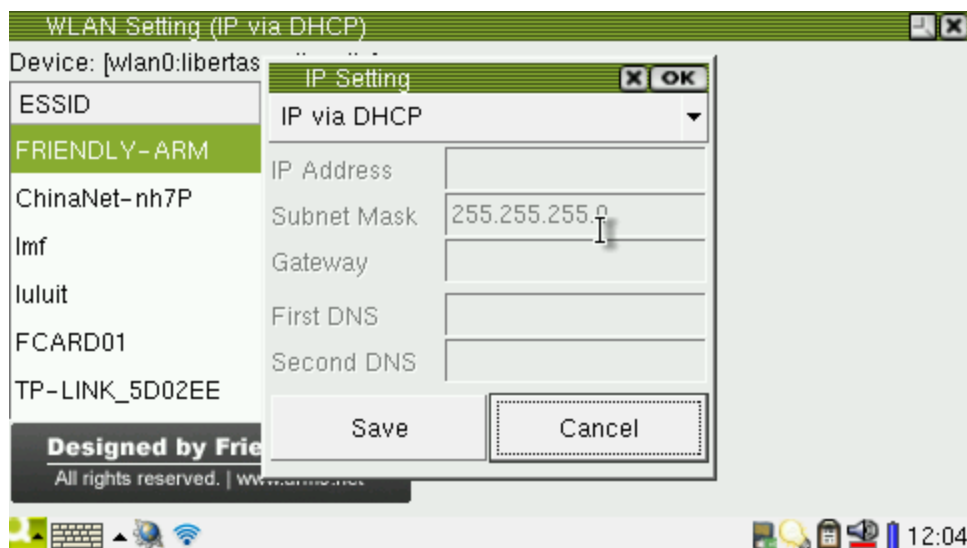 WLAN Setting (IP via DHCP)
Device: [wlan0:libertas
ESSID
FRIENDLY-ARM
ChinaNet-nh7P
lmf
luluit
FCARD01
TP-LINK_5D02EE
Designed by Frie
All rights reserved. |
IP Setting
OK
IP via DHCP
IP Address
Subnet Mask 255.255.255.0
Gateway
First DNS
Second DNS
Save Cancel
12:04